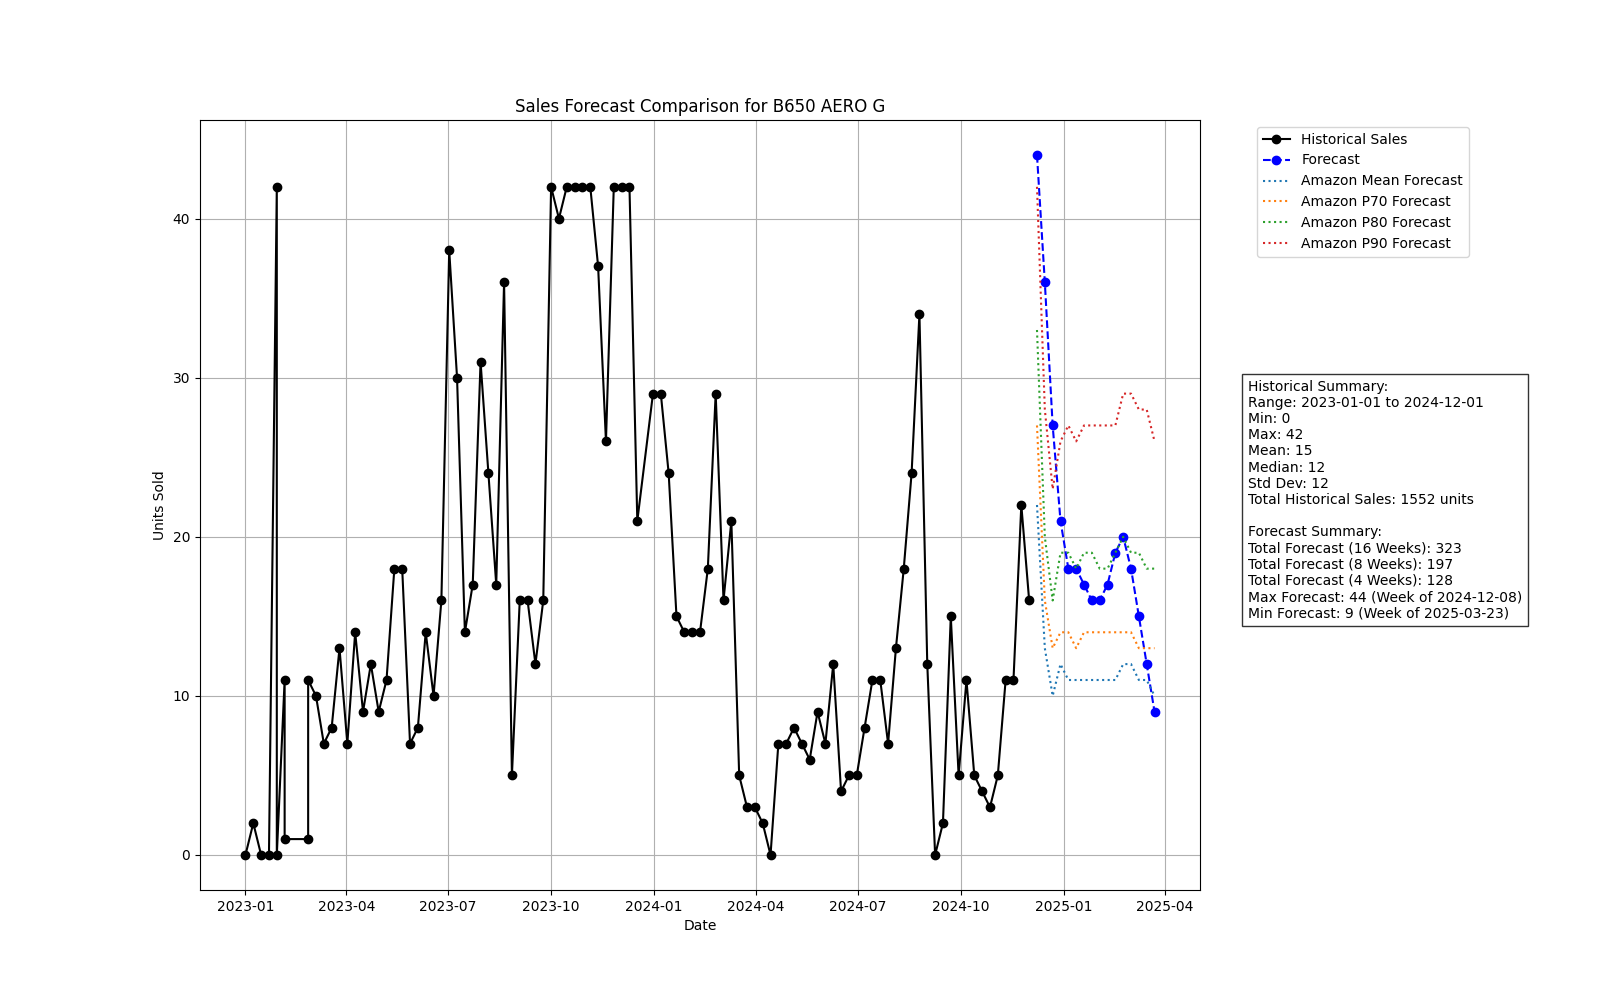 Sales Forecast Comparison for B650 AERO G
Units Sold
40
30
20
10
0
2023-01
2023-04
2023-07
2023-10
2024-01
2024-04
2024-07
2024-10
2025-01
2025-04
Date
Historical Sales
Forecast
Amazon Mean Forecast
Amazon P70 Forecast
Amazon P80 Forecast
Amazon P90 Forecast
Historical Summary:
Range: 2023-01-01 to 2024-12-01
Min: 0
Max: 42
Mean: 15
Median: 12
Std Dev: 12
Total Historical Sales: 1552 units
Forecast Summary:
Total Forecast (16 Weeks): 323
Total Forecast (8 Weeks): 197
Total Forecast (4 Weeks): 128
Max Forecast: 44 (Week of 2024-12-08)
Min Forecast: 9 (Week of 2025-03-23)